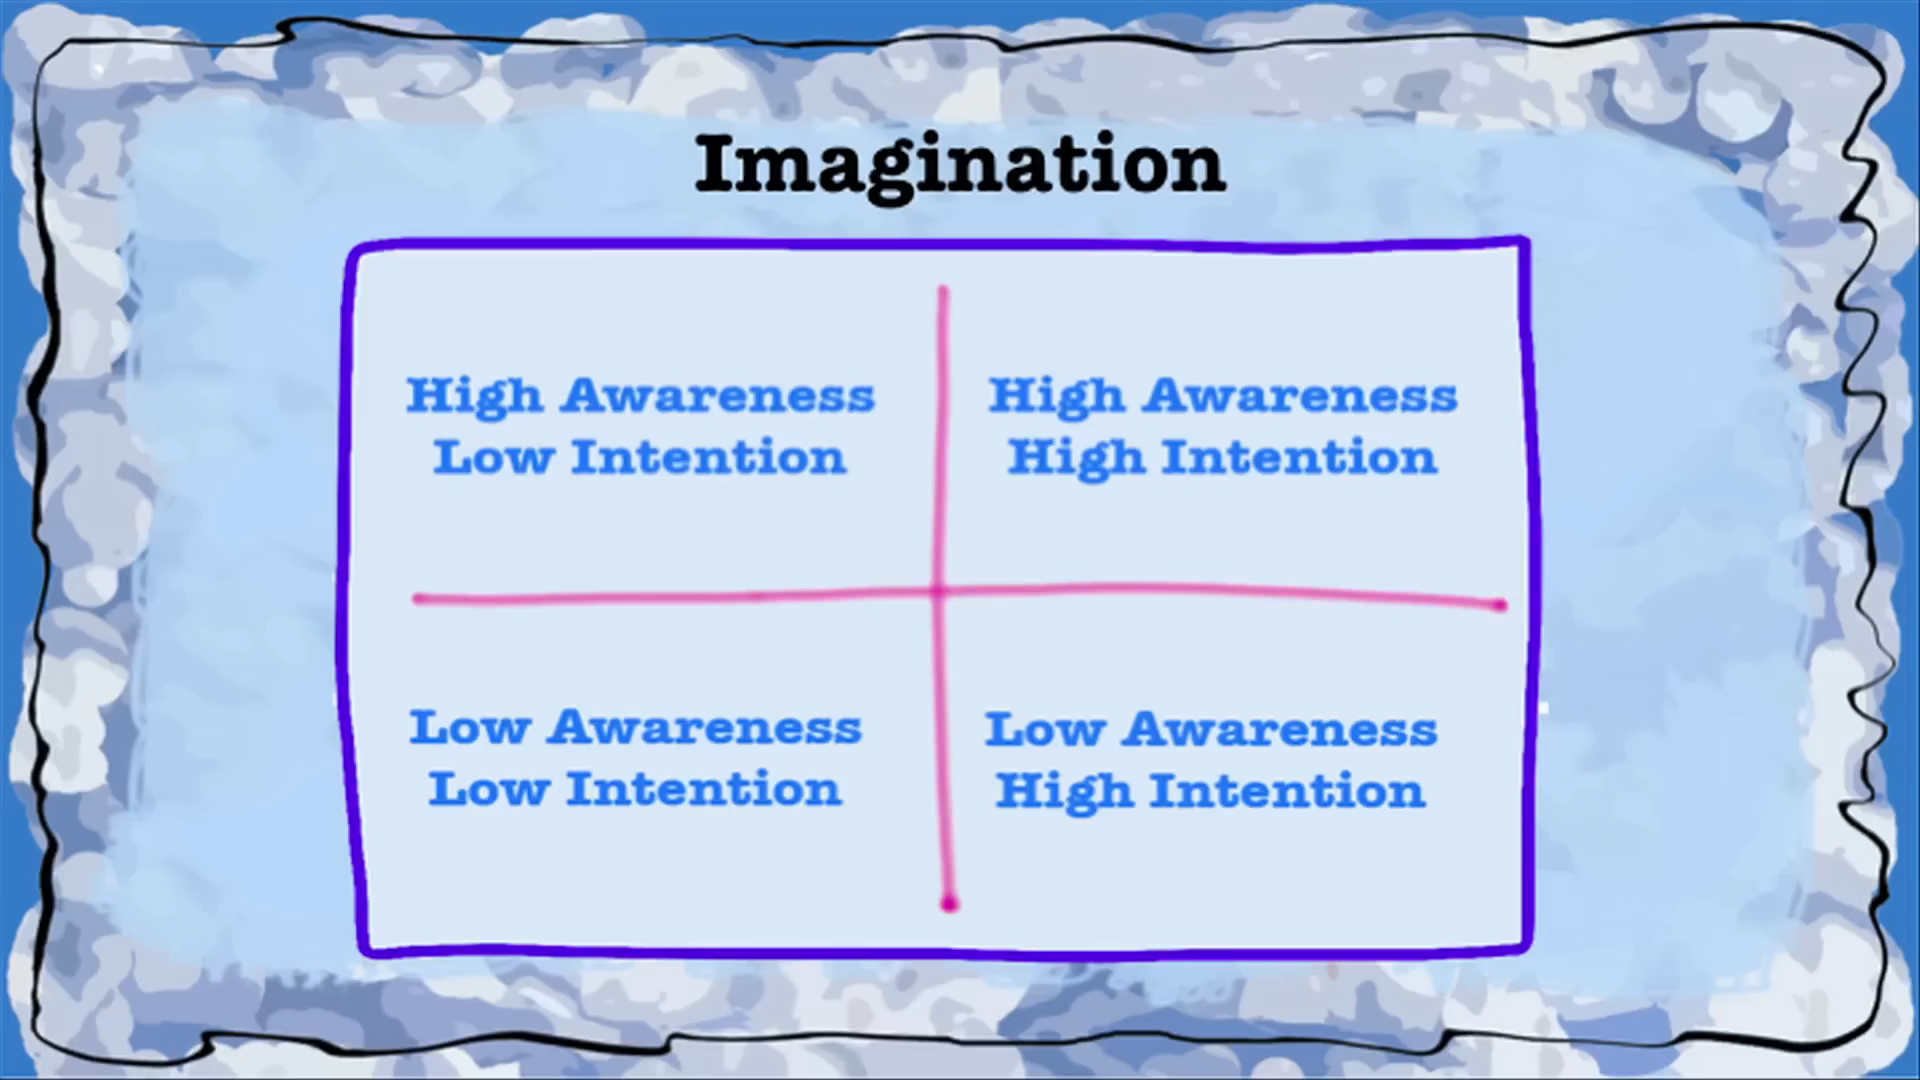 Imagination
High Awareness
Low Intention
High Awareness
High Intention
Low Awareness
Low Intention
Low Awareness
High Intention